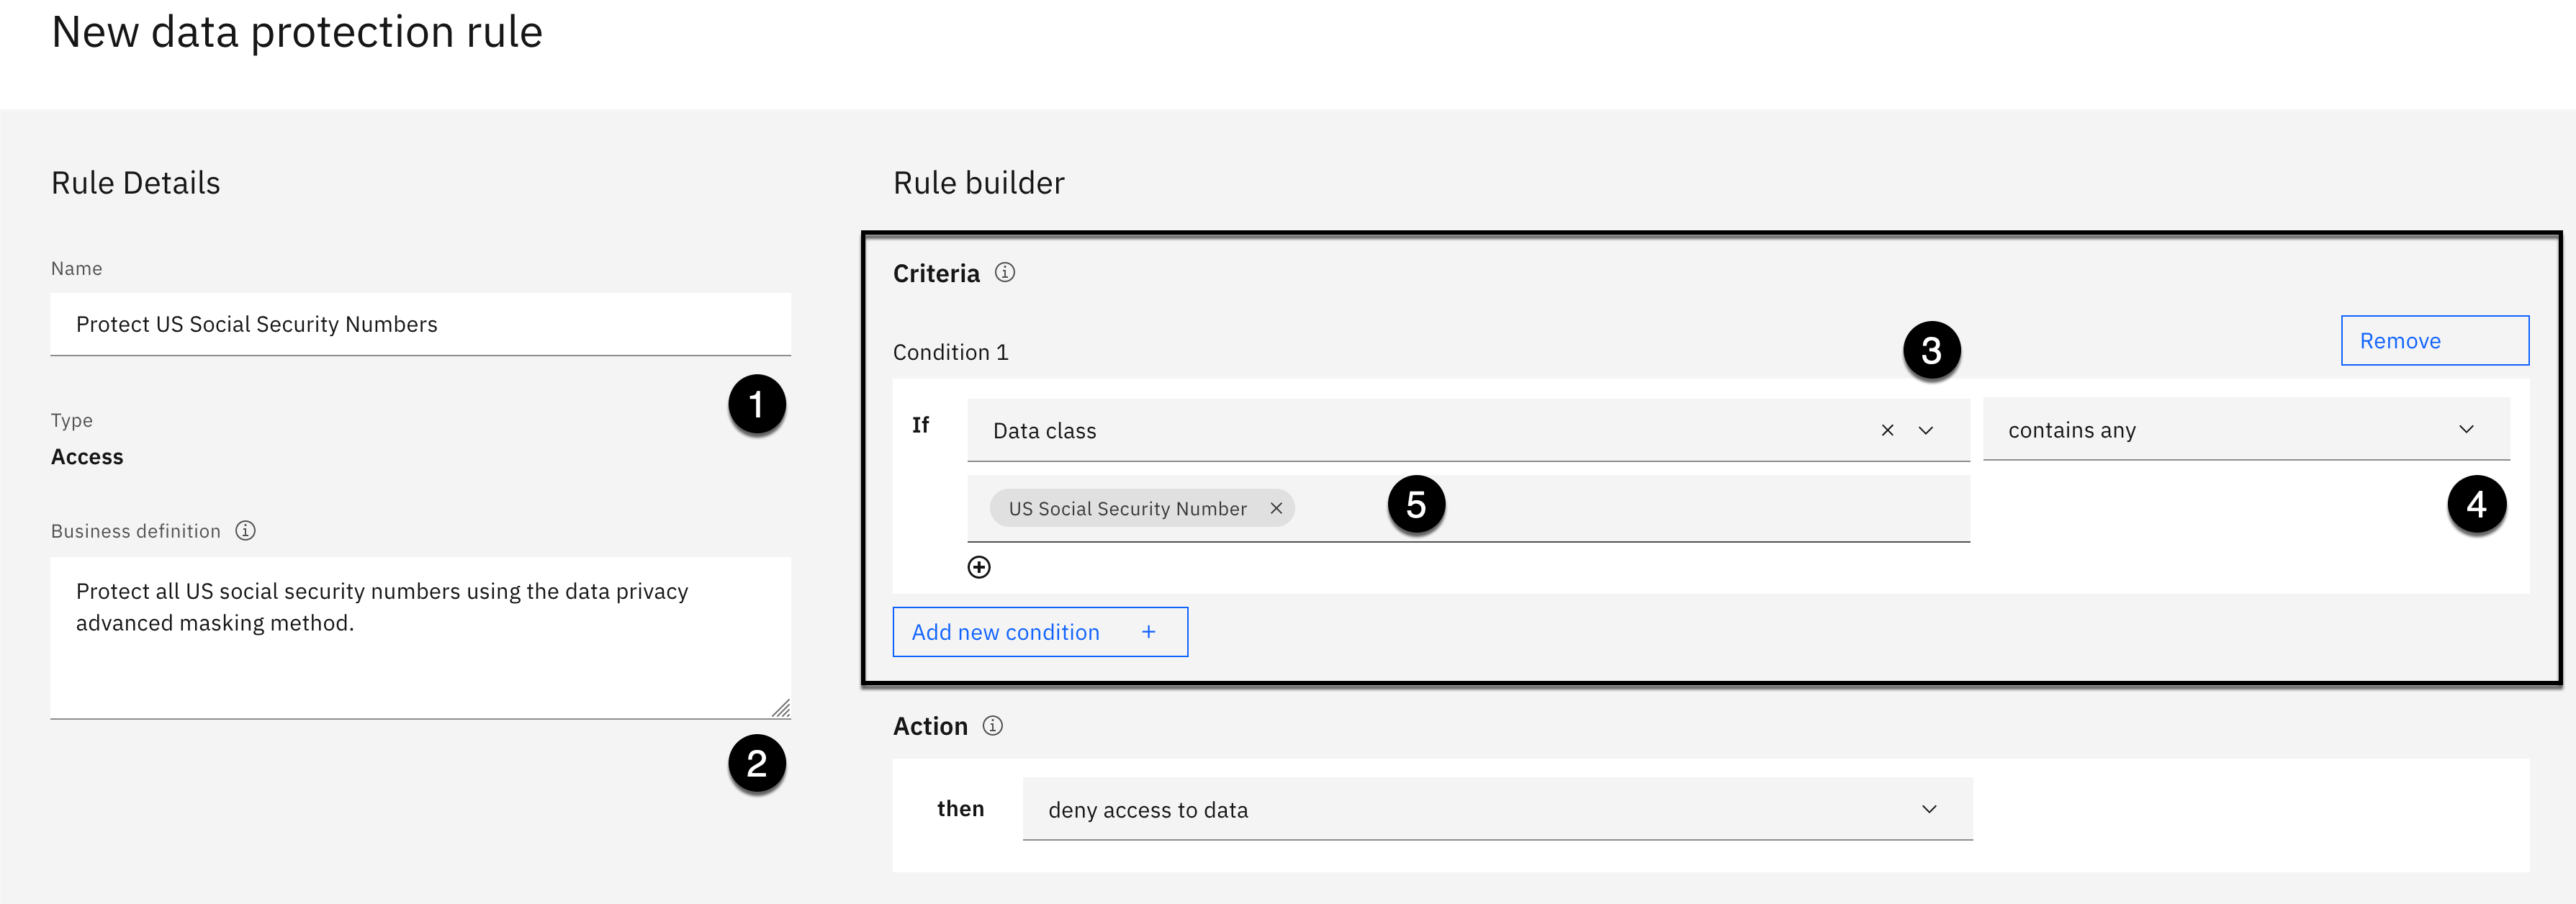 New data protection rule
Rule Details
Name
Protect US Social Security Numbers
1
Type
Access
Business definition
Protect all US social security numbers using the data privacy
advanced masking method.
2
Rule builder
Criteria
Condition 1
3
Remove
If
Data class
contains any
US Social Security Number
5
4
Add new condition +
Action
then
deny access to data